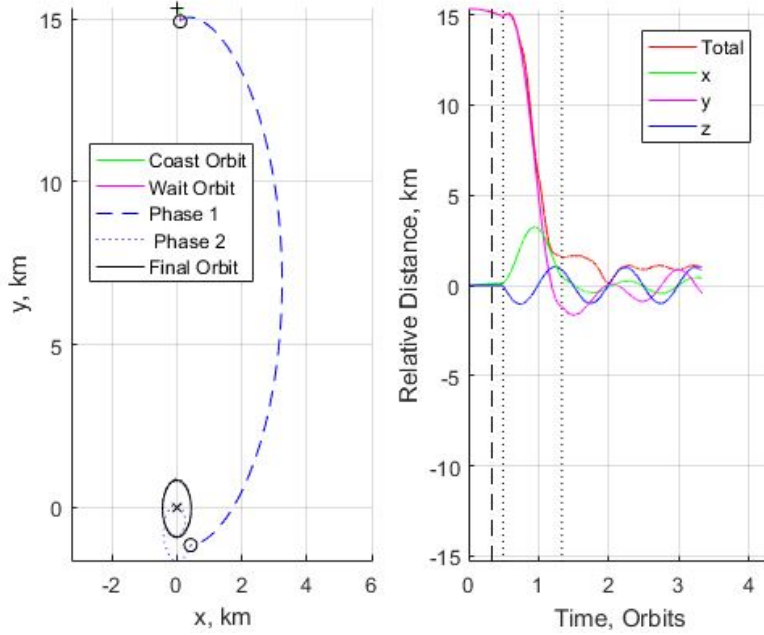 15
10
5
0
-2
0
2
4
6
y, km
x, km
Coast Orbit
Wait Orbit
Phase 1
Phase 2
Final Orbit
15
10
5
0
-5
-10
-15
0
1
2
3
4
Relative Distance, km
Time, Orbits
Total
x
y
z